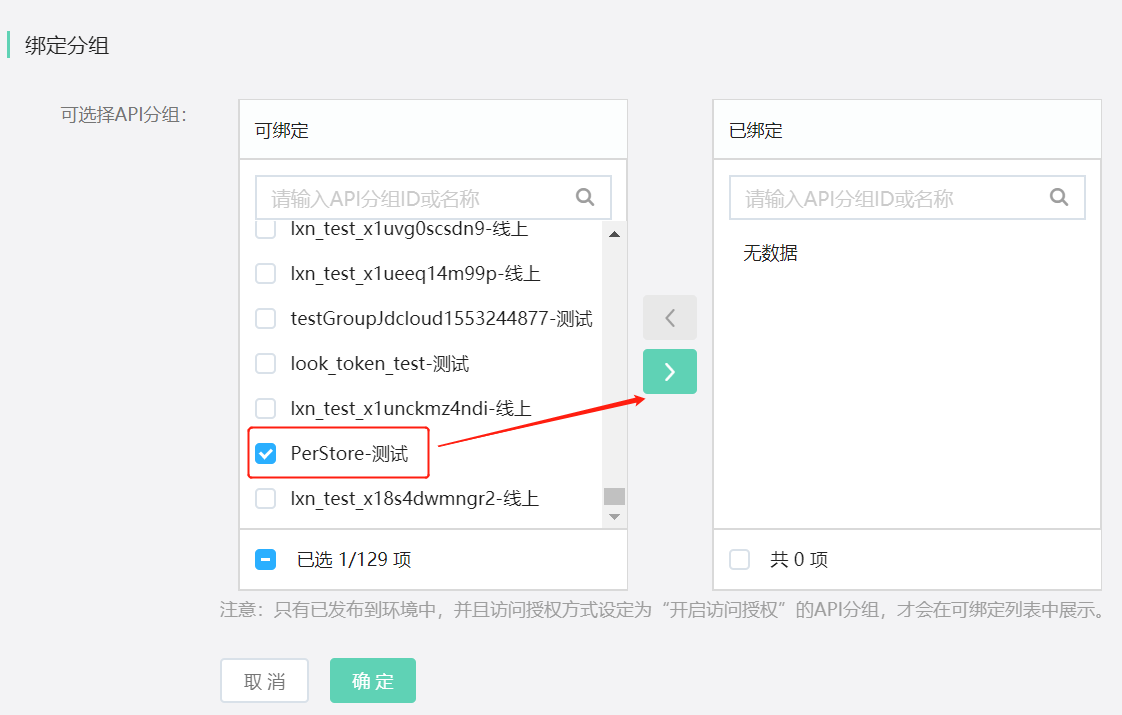 绑定分组
可选择API分组：
可绑定
请输入API分组ID或名称
lxn_test_x1uvg0scsdn9-线上
lxn_test_x1ueeq14m99p-线上
testGroupJdcloud1553244877-测试
look_token_test-测试
lxn_test_x1unckmz4ndi-线上
PerStore-测试
lxn_test_x18s4dwmngr2-线上
已选 1/129 项
已绑定
请输入API分组ID或名称
无数据
共 0 项
注意：只有已发布到环境中，并且访问授权方式设定为“开启访问授权”的API分组，才会在可绑定列表中展示。
取消
确定